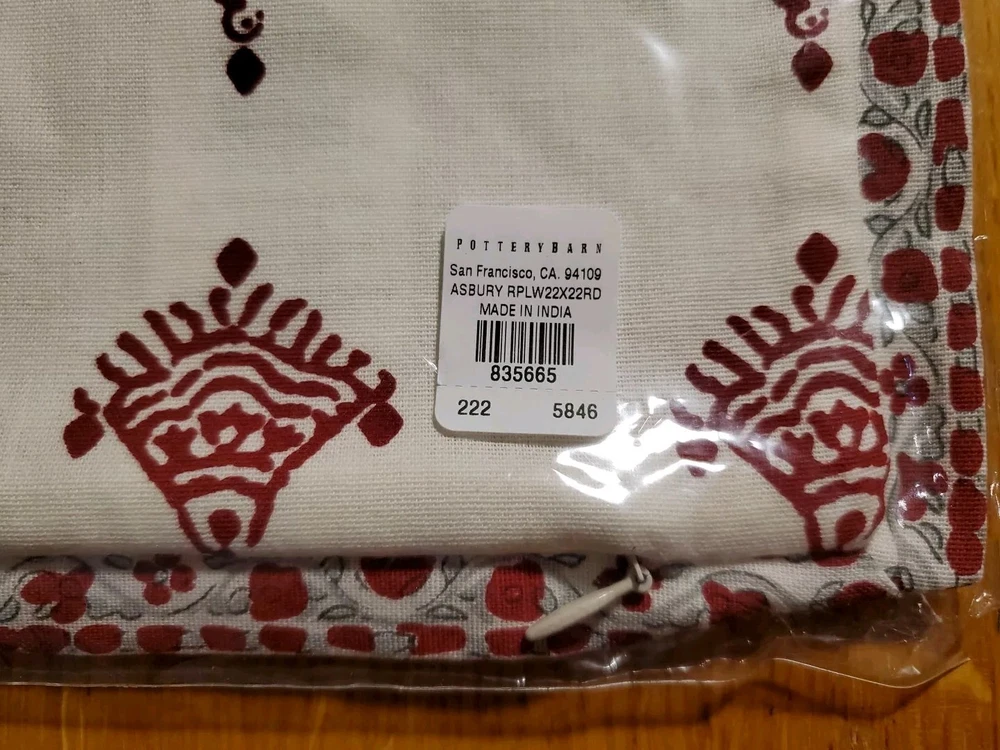 POTTERYBARN
San Francisco, CA. 94109
ASBURY RPLW22X22RD
MADE IN INDIA
835665
222 5846